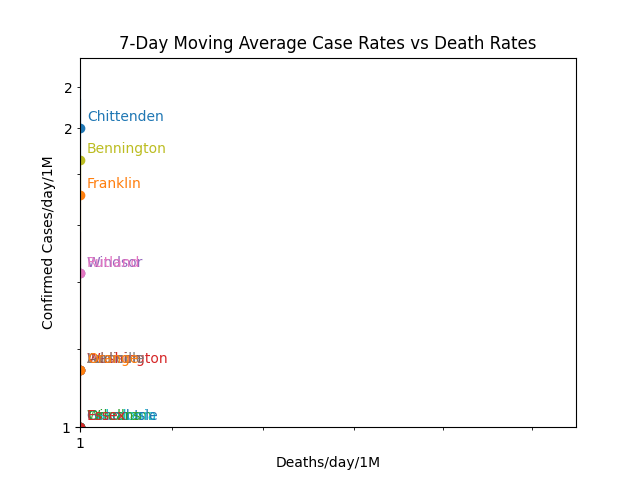 7-Day Moving Average Case Rates vs Death Rates
2
Chittenden
2
Bennington
Franklin
Confirmed Cases/day/1M
Windsor
Washington
1
1
Deaths/day/1M